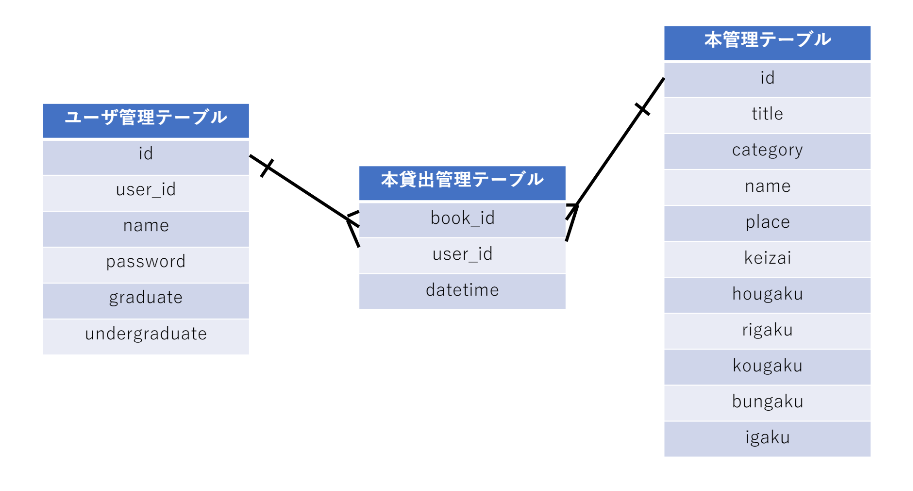 ユーザ管理テーブル
id
user_id
name
password
graduate
undergraduate
本貸出管理テーブル
book_id
user_id
datetime
本管理テーブル
id
title
category
name
place
keizai
hougaku
rigaku
kougaku
bungaku
igaku